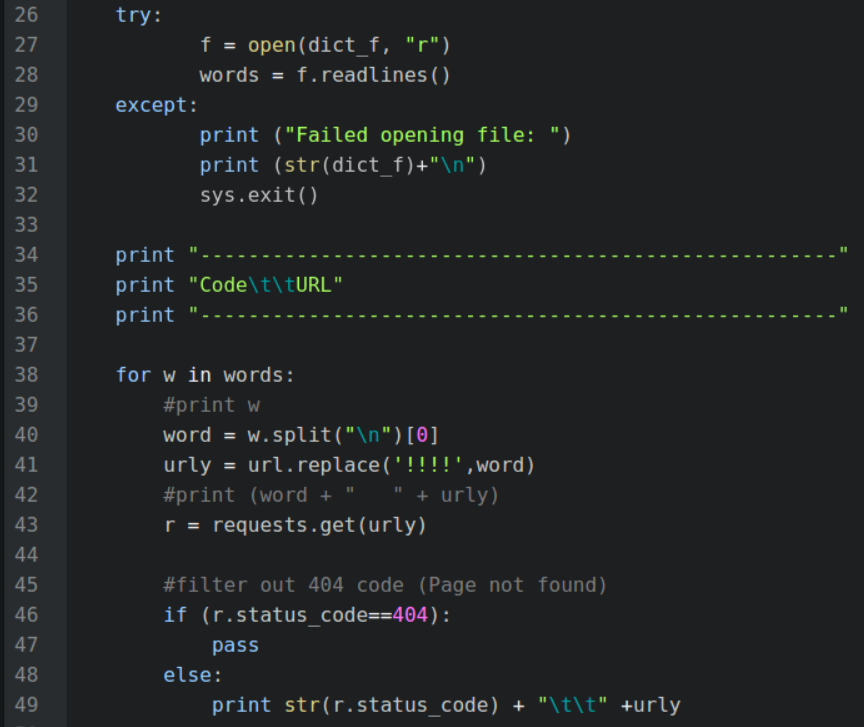 26 try:
27 f = open(dict_f, "r")
28 words = f.readlines()
29 except:
30 print ("Failed opening file: ")
31 print (str(dict_f)+"\n")
32 sys.exit()
33
34 print "-----------------------------------------------------"
35 print "Code\t\tURL"
36 print "-----------------------------------------------------"
37
38 for w in words:
39 #print w
40 word = w.split("\n")[0]
41 urly = url.replace('!!!!',word)
42 #print (word + "   " + urly)
43 r = requests.get(urly)
44
45 #filter out 404 code (Page not found)
46 if (r.status_code==404):
47 pass
48 else:
49 print str(r.status_code) + "\t\t" +urly